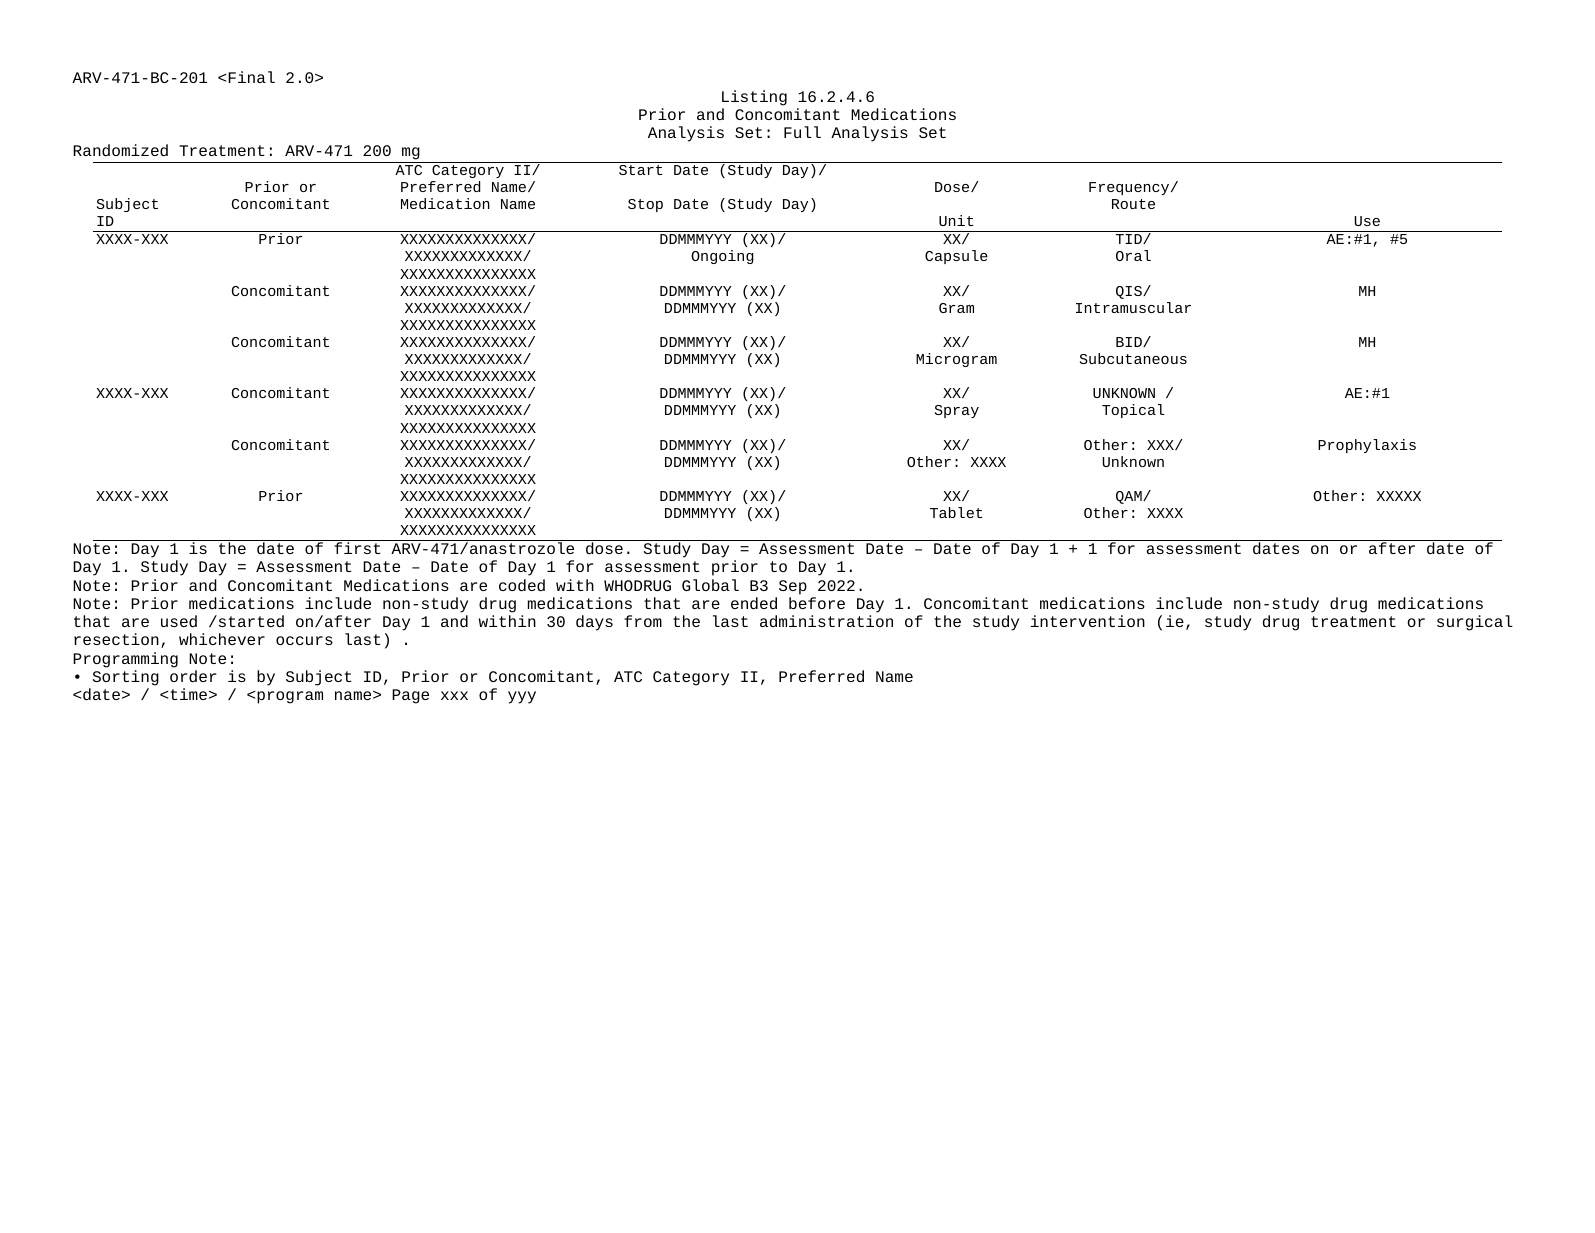 ARV-471-BC-201 <Final 2.0>
Listing 16.2.4.6
Prior and Concomitant Medications
Analysis Set: Full Analysis Set
Randomized Treatment: ARV-471 200 mg
ATC Category II/ Start Date (Study Day)/
Prior or Preferred Name/ Dose/ Frequency/
Subject Concomitant Medication Name Stop Date (Study Day) Route
ID Unit Use
XXXX-XXX Prior XXXXXXXXXXXXXX/ DDMMMYYY (XX)/ XX/ TID/ AE:#1, #5
XXXXXXXXXXXXX/ Ongoing Capsule Oral
XXXXXXXXXXXXXXX
Concomitant XXXXXXXXXXXXXX/ DDMMMYYY (XX)/ XX/ QIS/ MH
XXXXXXXXXXXXX/ DDMMMYYY (XX) Gram Intramuscular
XXXXXXXXXXXXXXX
Concomitant XXXXXXXXXXXXXX/ DDMMMYYY (XX)/ XX/ BID/ MH
XXXXXXXXXXXXX/ DDMMMYYY (XX) Microgram Subcutaneous
XXXXXXXXXXXXXXX
XXXX-XXX Concomitant XXXXXXXXXXXXXX/ DDMMMYYY (XX)/ XX/ UNKNOWN / AE:#1
XXXXXXXXXXXXX/ DDMMMYYY (XX) Spray Topical
XXXXXXXXXXXXXXX
Concomitant XXXXXXXXXXXXXX/ DDMMMYYY (XX)/ XX/ Other: XXX/ Prophylaxis
XXXXXXXXXXXXX/ DDMMMYYY (XX) Other: XXXX Unknown
XXXXXXXXXXXXXXX
XXXX-XXX Prior XXXXXXXXXXXXXX/ DDMMMYYY (XX)/ XX/ QAM/ Other: XXXXX
XXXXXXXXXXXXX/ DDMMMYYY (XX) Tablet Other: XXXX
XXXXXXXXXXXXXXX
Note: Day 1 is the date of first ARV-471/anastrozole dose. Study Day = Assessment Date – Date of Day 1 + 1 for assessment dates on or after date of
Day 1. Study Day = Assessment Date – Date of Day 1 for assessment prior to Day 1.
Note: Prior and Concomitant Medications are coded with WHODRUG Global B3 Sep 2022.
Note: Prior medications include non-study drug medications that are ended before Day 1. Concomitant medications include non-study drug medications
that are used /started on/after Day 1 and within 30 days from the last administration of the study intervention (ie, study drug treatment or surgical
resection, whichever occurs last) .
Programming Note:
• Sorting order is by Subject ID, Prior or Concomitant, ATC Category II, Preferred Name
<date> / <time> / <program name> Page xxx of yyy